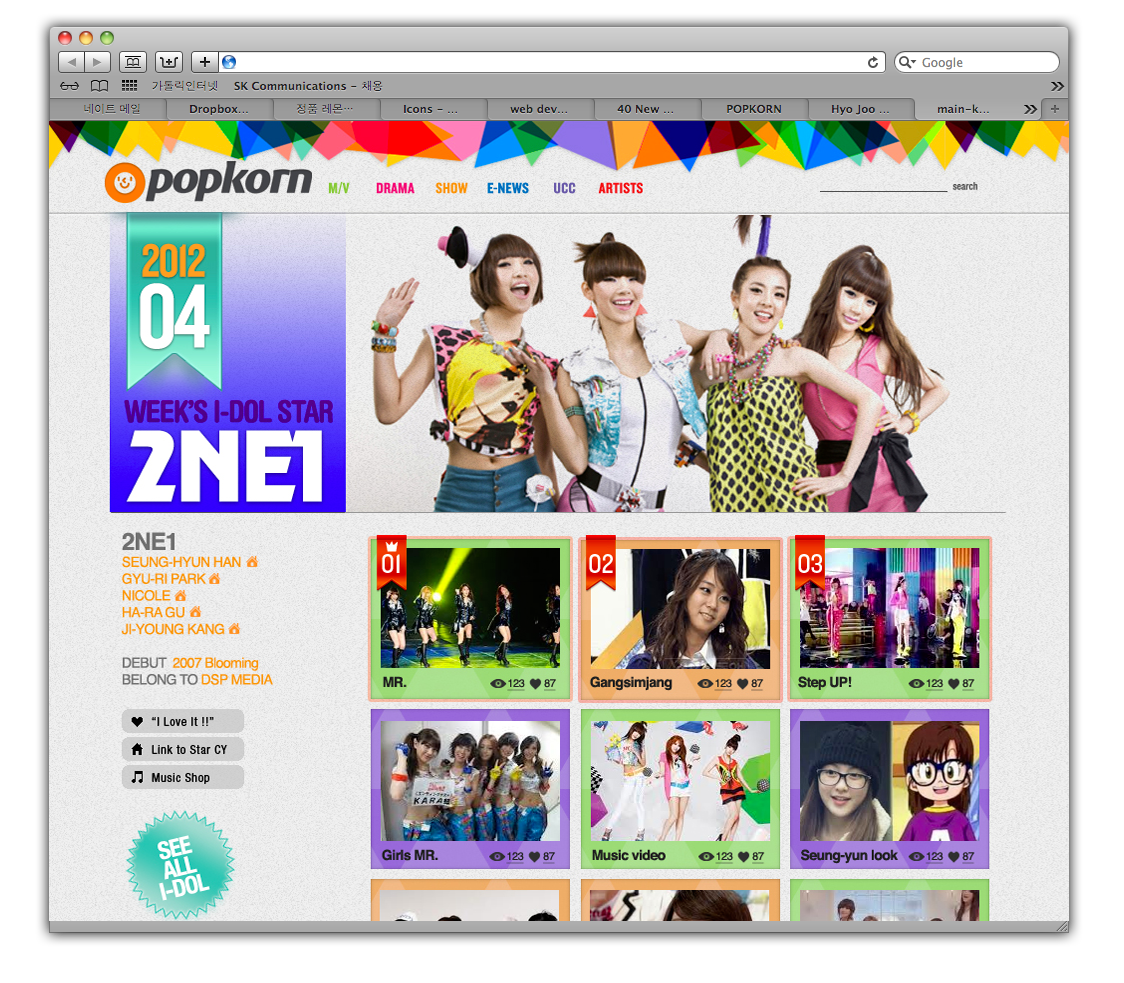 Google
가톨릭인터넷 SK Communications – 채용
네이트 메일 Dropbox... 정품 레몬... Icons – ... web dev... 40 New ... POPKORN Hyo Joo ... main-k...
popkorn M/V DRAMA SHOW E-NEWS UCC ARTISTS search
2012
04
WEEK'S I-DOL STAR
2NE1
2NE1
SEUNG-HYUN HAN
GYU-RI PARK
NICOLE
HA-RA GU
JI-YOUNG KANG
DEBUT 2007 Blooming
BELONG TO DSP MEDIA
“I Love It !!”
Link to Star CY
Music Shop
SEE
ALL
I-DOL
01
MR. 123 87
02
Gangsimjang 123 87
03
Step UP! 123 87
KARA
Girls MR. 123 87
Music video 123 87
A
Seung-yun look 123 87